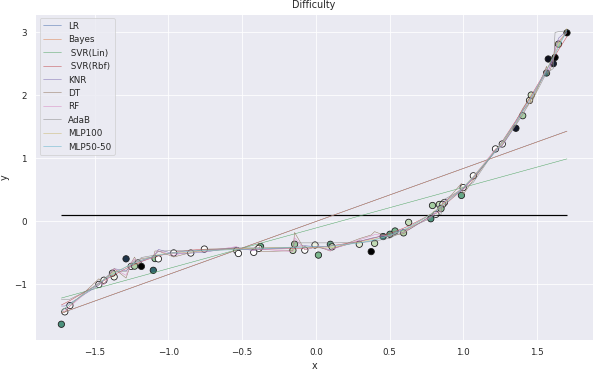 Difficulty
LR
Bayes
SVR(Lin)
SVR(Rbf)
KNR
DT
RF
AdaB
MLP100
MLP50-50
3
2
1
0
−1
y
−1.5
−1.0
−0.5
0.0
0.5
1.0
1.5
x